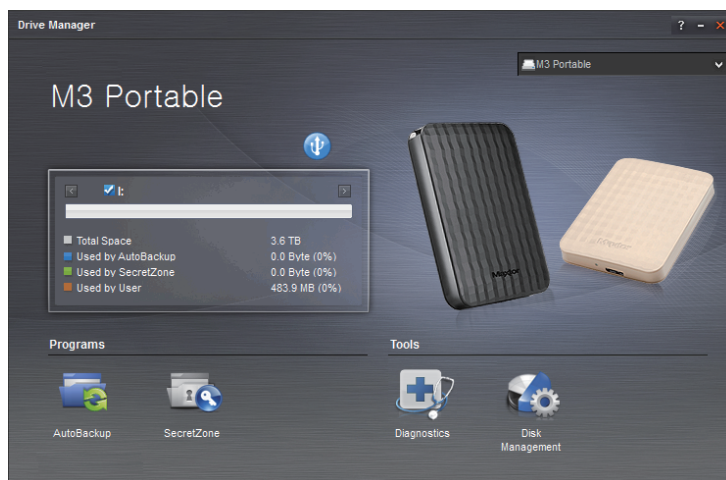 Drive Manager
? -
M3 Portable
M3 Portable
I:
Total Space 3.6 TB
Used by AutoBackup 0.0 Byte (0%)
Used by SecretZone 0.0 Byte (0%)
Used by User 483.9 MB (0%)
Maxtor
Maxtor
Programs
Tools
AutoBackup
SecretZone
Diagnostics
Disk
Management